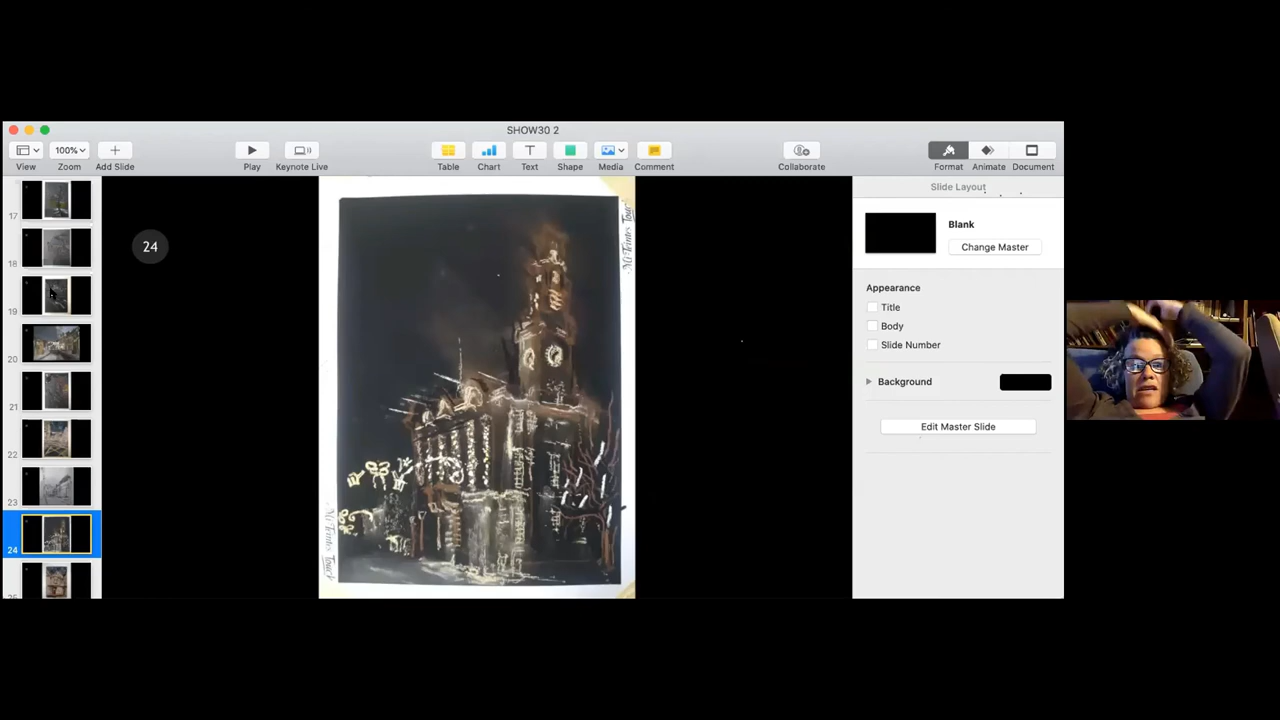 SHOW30 2
View
100%
Zoom
Add Slide
Play
Keynote Live
Table
Chart
Text
Shape
Media
Comment
Collaborate
Format
Animate
Document
Slide Layout
Blank
Change Master
Appearance
Title
Body
Slide Number
Background
Edit Master Slide
24
17
18
19
20
21
22
23
24